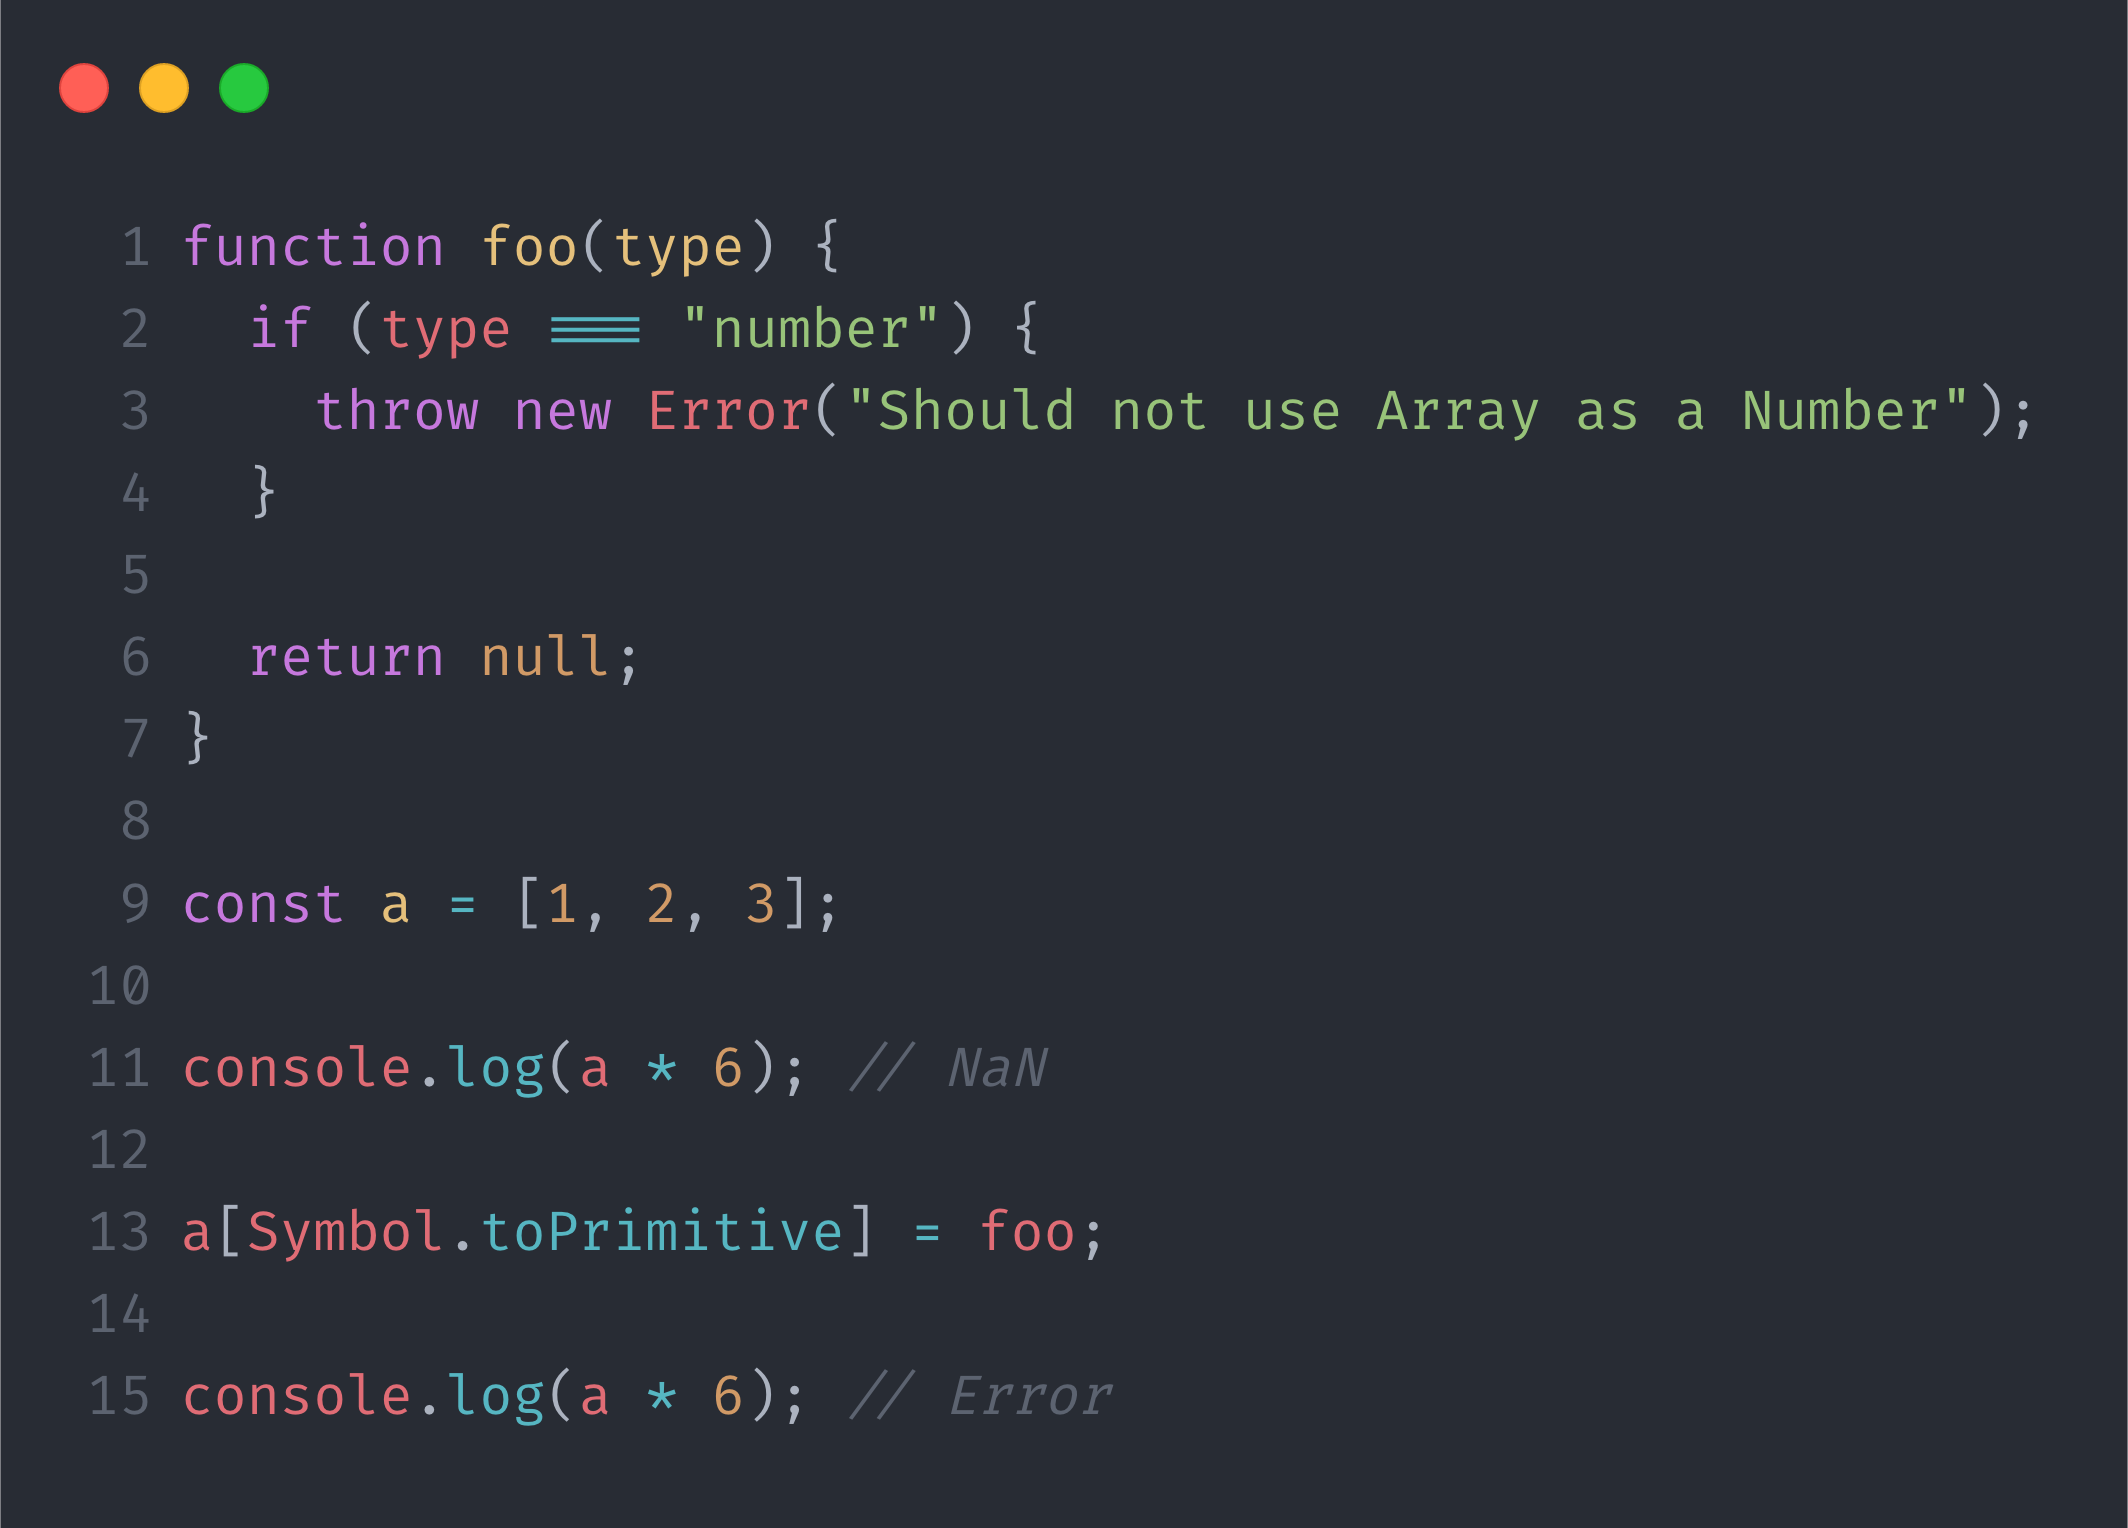 1 function foo(type) {
2   if (type === "number") {
3     throw new Error("Should not use Array as a Number");
4   }
5
6   return null;
7 }
8
9 const a = [1, 2, 3];
10
11 console.log(a * 6); // NaN
12
13 a[Symbol.toPrimitive] = foo;
14
15 console.log(a * 6); // Error